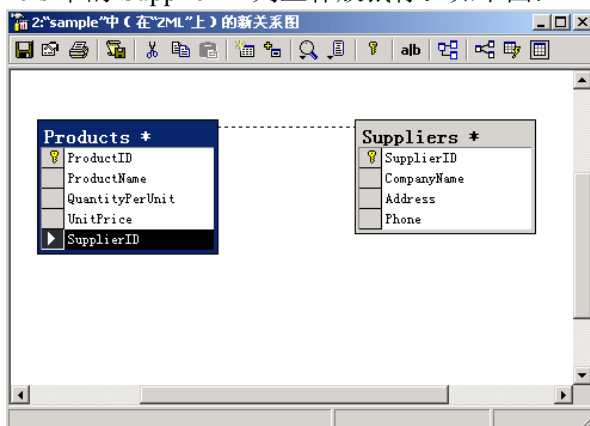 2:"sample"中（在"ZML"上）的新关系图
a|b
Products *
ProductID
ProductName
QuantityPerUnit
UnitPrice
SupplierID
Suppliers *
SupplierID
CompanyName
Address
Phone